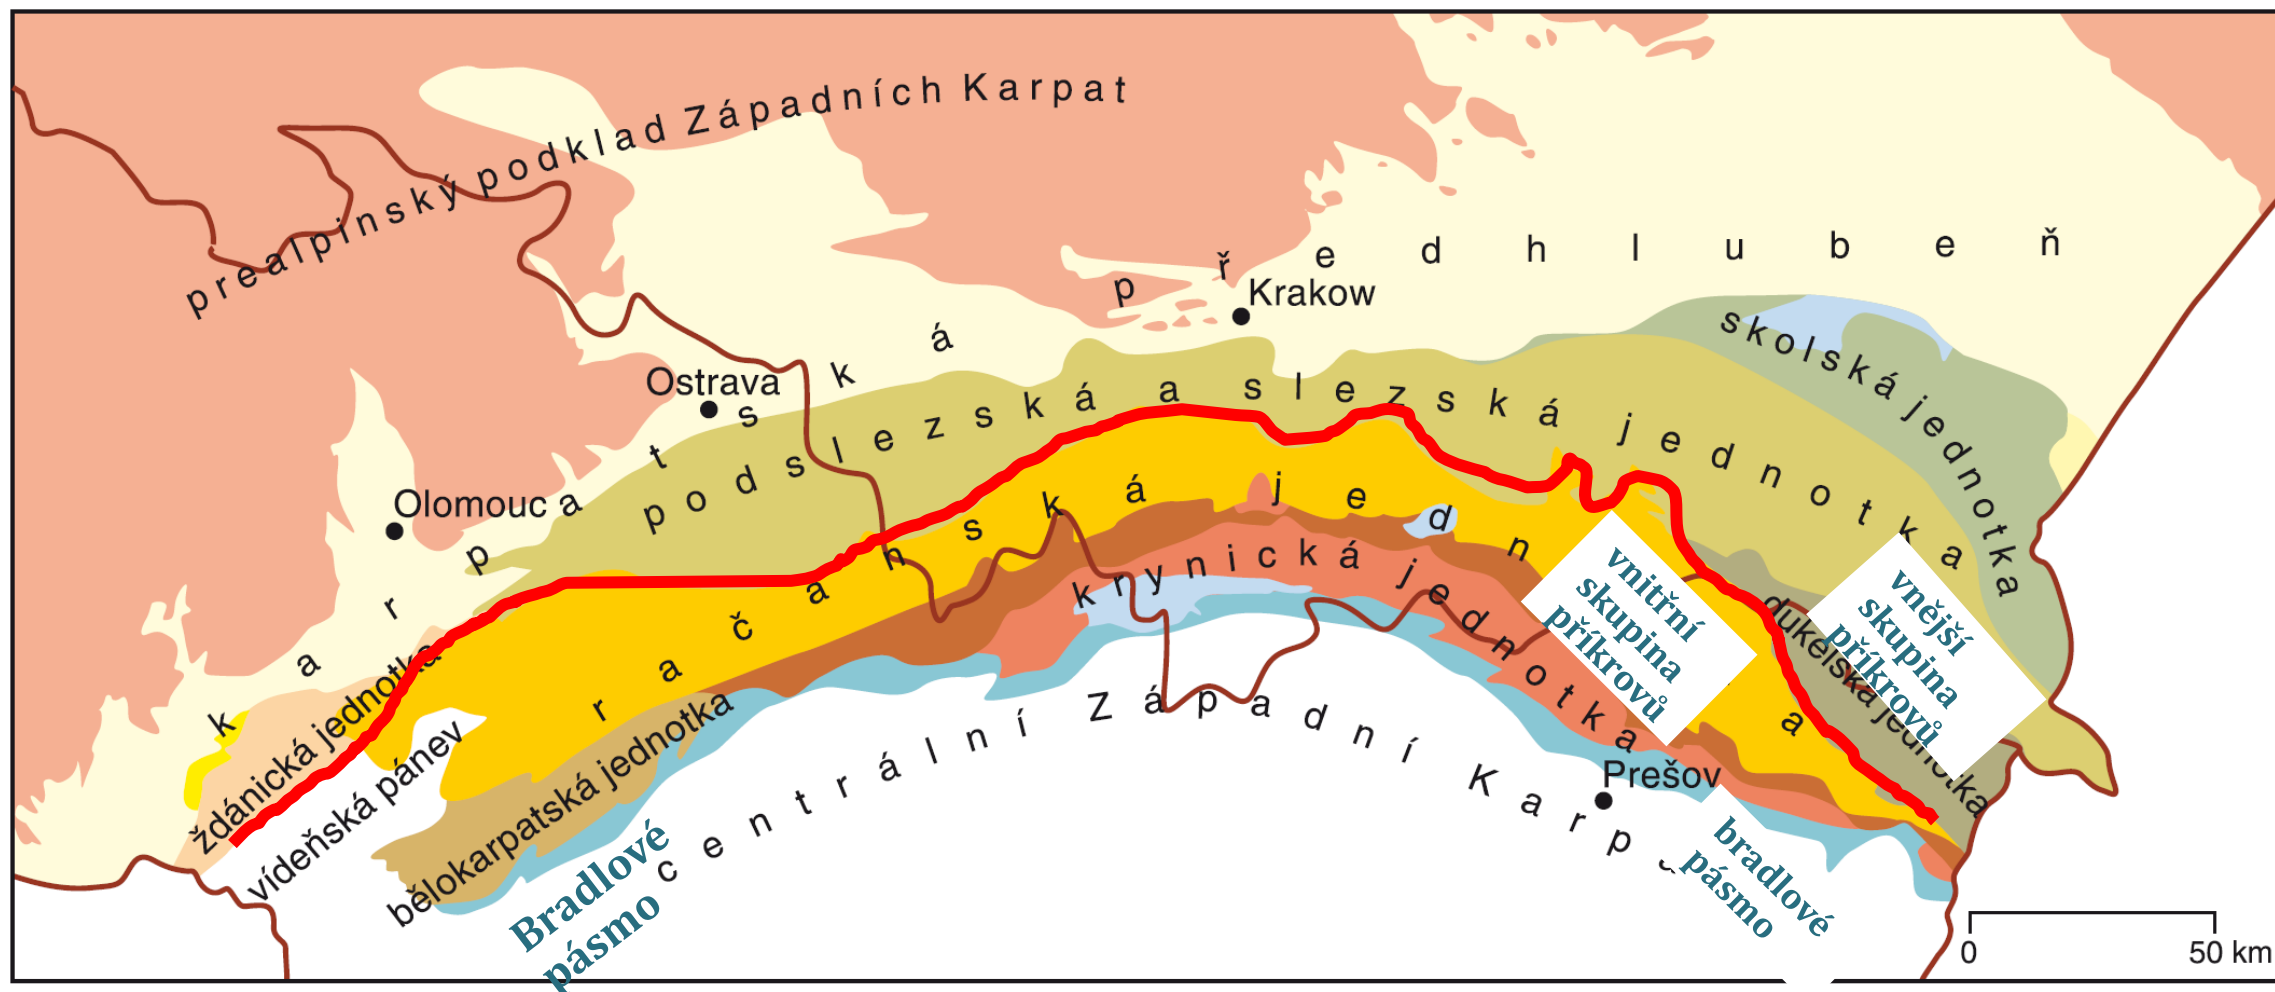 prealpinský podklad Západních Karpat
karpatská předhlubeň
Krakow
Ostrava
Olomouc
skolská jednotka
podslezská a slezská jednotka
račanská jedn a
krynická jednotka
dukelská jednotka
vnitřní
skupina
příkrovů
vnější
skupina
příkrovů
ždánická jednotka
vídeňská pánev
bělokarpatská jednotka
Bradlové
pásmo
centrální Západní Karp
Prešov
bradlové
pásmo
0 50 km